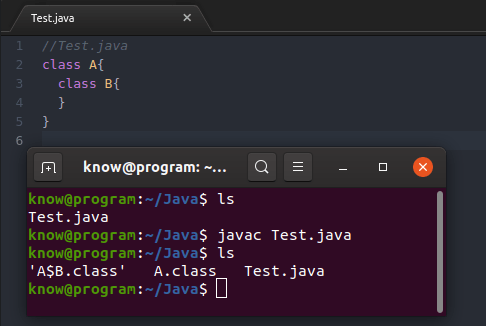 Test.java
1 //Test.java
2 class A{
3   class B{
4   }
5 }
6
know@program: ~...
know@program:~/Java$ ls
Test.java
know@program:~/Java$ javac Test.java
know@program:~/Java$ ls
'A$B.class'   A.class   Test.java
know@program:~/Java$